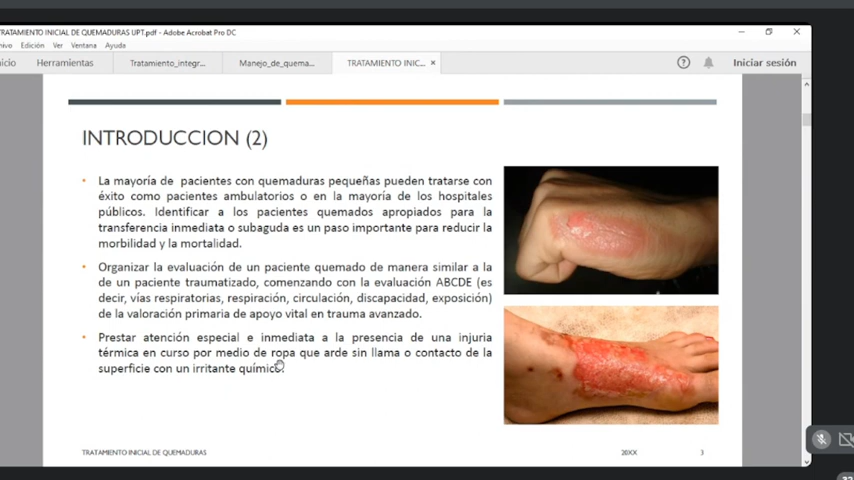 TRATAMIENTO INICIAL DE QUEMADURAS UPT.pdf - Adobe Acrobat Pro DC
Edición Ver Ventana Ayuda
Herramientas Tratamiento_integr... Manejo_de_quema... TRATAMIENTO INIC... × Iniciar sesión
INTRODUCCION (2)
• La mayoría de pacientes con quemaduras pequeñas pueden tratarse con
éxito como pacientes ambulatorios o en la mayoría de los hospitales
públicos. Identificar a los pacientes quemados apropiados para la
transferencia inmediata o subaguda es un paso importante para reducir la
morbilidad y la mortalidad.
• Organizar la evaluación de un paciente quemado de manera similar a la
de un paciente traumatizado, comenzando con la evaluación ABCDE (es
decir, vías respiratorias, respiración, circulación, discapacidad, exposición)
de la valoración primaria de apoyo vital en trauma avanzado.
• Prestar atención especial e inmediata a la presencia de una injuria
térmica en curso por medio de ropa que arde sin llama o contacto de la
superficie con un irritante químico.
TRATAMIENTO INICIAL DE QUEMADURAS 20XX 3